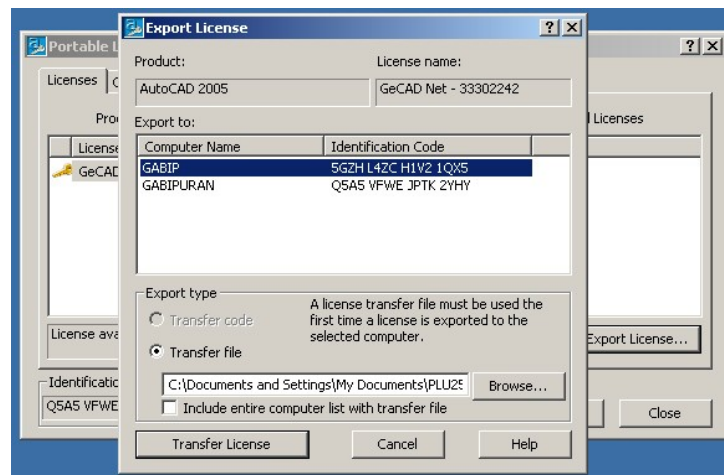 Export License
Portable L
Product:
License name:
AutoCAD 2005
GeCAD Net - 33302242
Licenses
Export to:
Licenses
Computer Name
Identification Code
License
GABIP
5GZH L4ZC H1V2 1QX5
GeCAD
GABIPURAN
Q5A5 VFWE JPTK 2YHY
Export type
A license transfer file must be used the
first time a license is exported to the
selected computer.
Transfer code
Transfer file
License ava
Export License...
C:\Documents and Settings\My Documents\PLU25
Browse...
Include entire computer list with transfer file
Identificatio
Q5A5 VFWE
Close
Transfer License
Cancel
Help